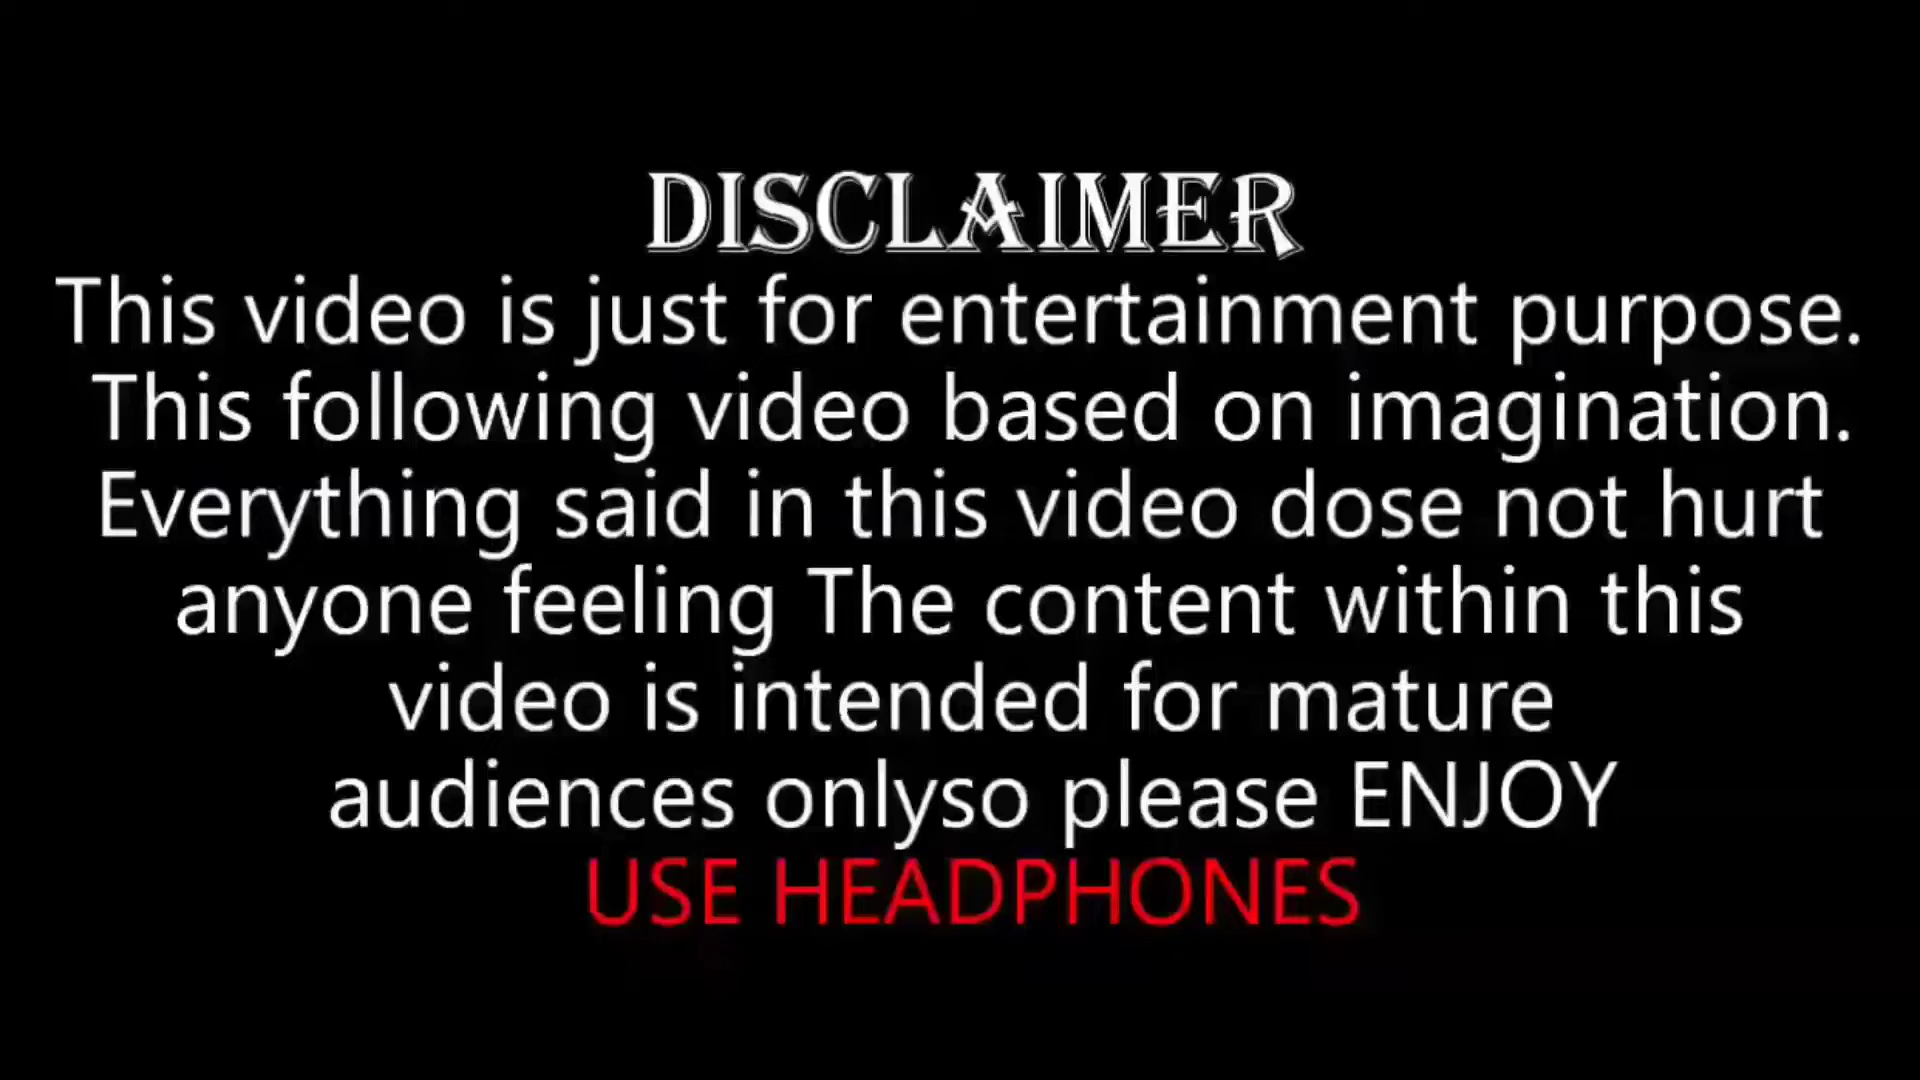 DISCLAIMER
This video is just for entertainment purpose.
This following video based on imagination.
Everything said in this video dose not hurt
anyone feeling The content within this
video is intended for mature
audiences onlyso please ENJOY
USE HEADPHONES